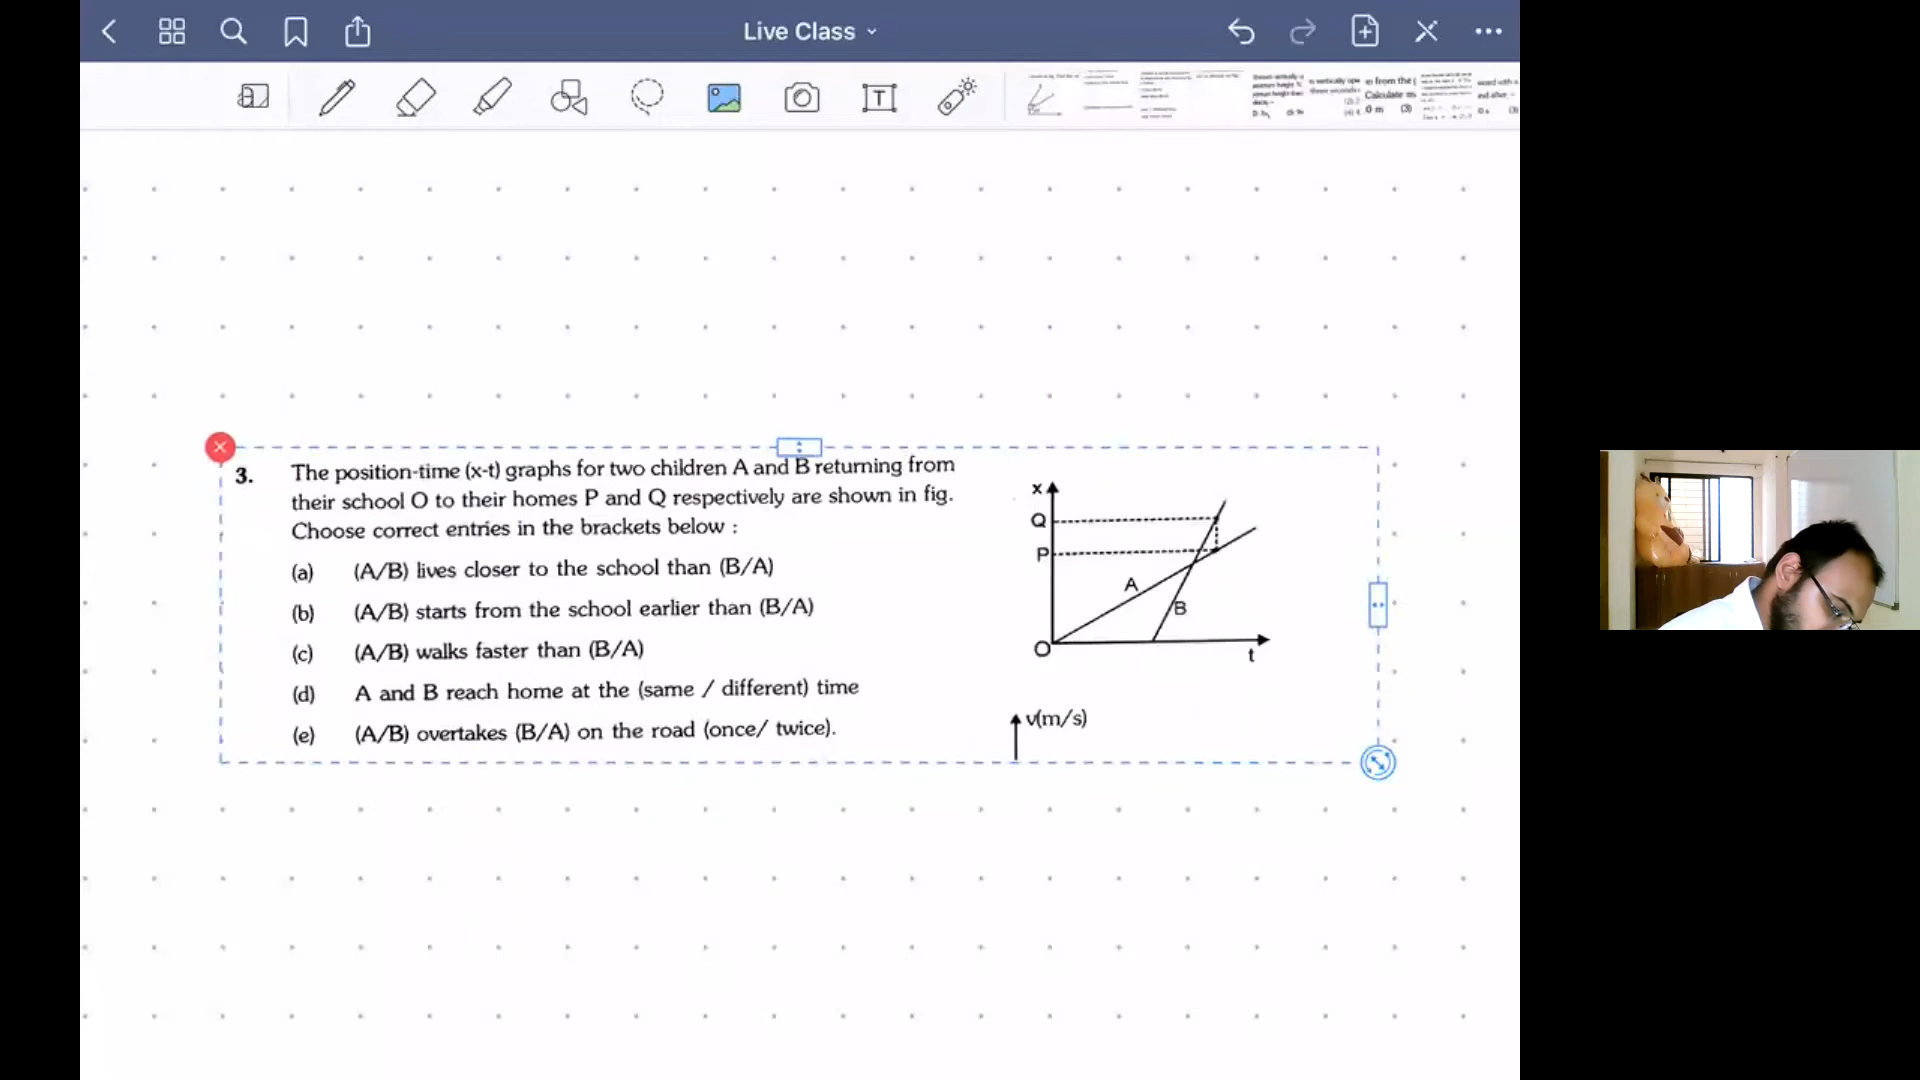 Live Class
T
3. The position-time (x-t) graphs for two children A and B returning from
their school O to their homes P and Q respectively are shown in fig.
Choose correct entries in the brackets below :
(a) (A/B) lives closer to the school than (B/A)
(b) (A/B) starts from the school earlier than (B/A)
(c) (A/B) walks faster than (B/A)
(d) A and B reach home at the (same / different) time
(e) (A/B) overtakes (B/A) on the road (once/ twice).
x
Q
P
A
B
O
t
v(m/s)